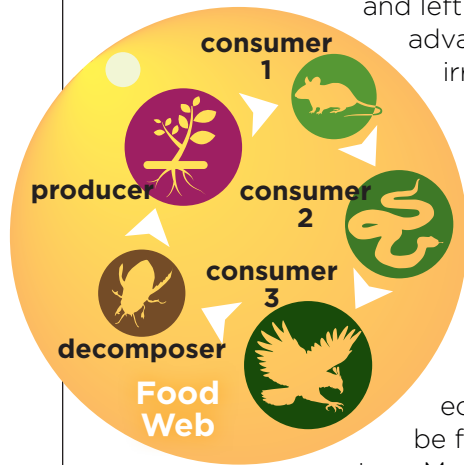 and left
adva
irr
consumer
1
producer
consumer
2
consumer
3
decomposer
Food
Web
ec
be f